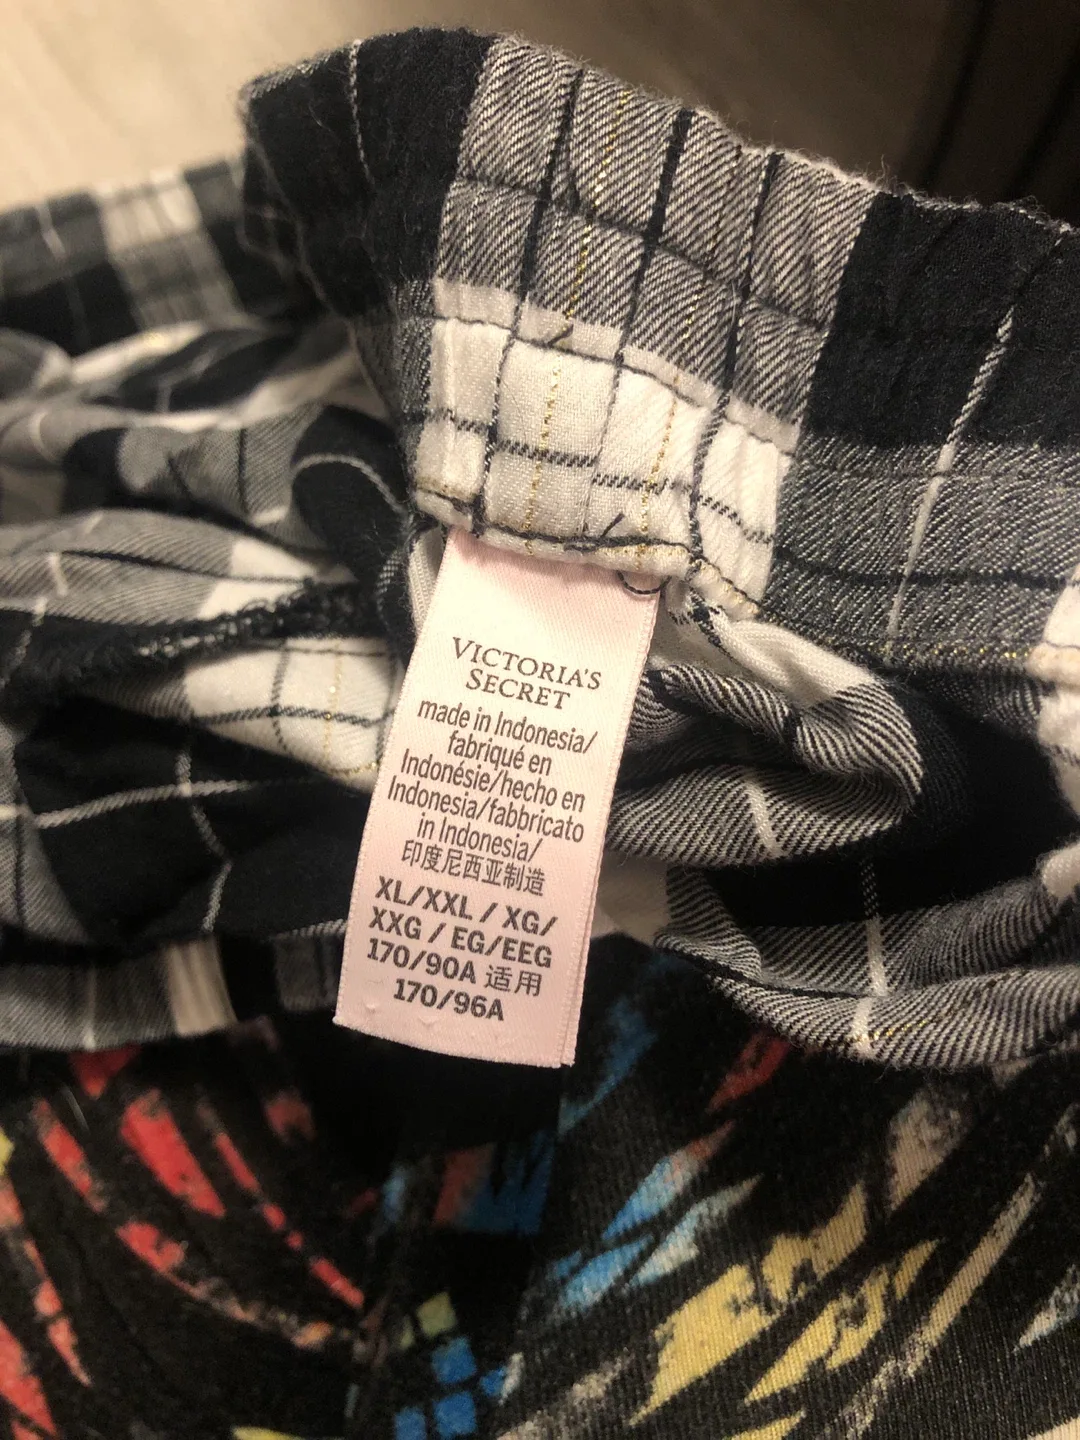 VICTORIA'S
SECRET
made in Indonesia/
fabriqué en
Indonésie/hecho en
Indonesia/fabbricato
in Indonesia/
印度尼西亚制造
XL/XXL / XG/
XXG / EG/EEG
170/90A 适用
170/96A